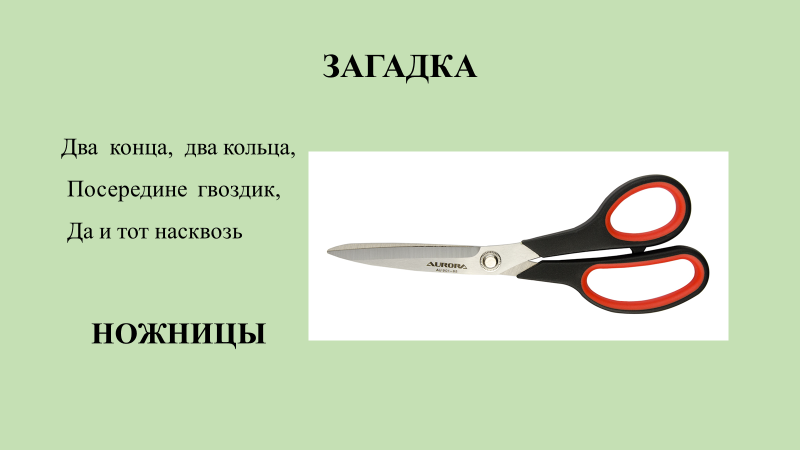 ЗАГАДКА
Два конца, два кольца,
Посередине гвоздик,
Да и тот насквозь
AURORA
НОЖНИЦЫ